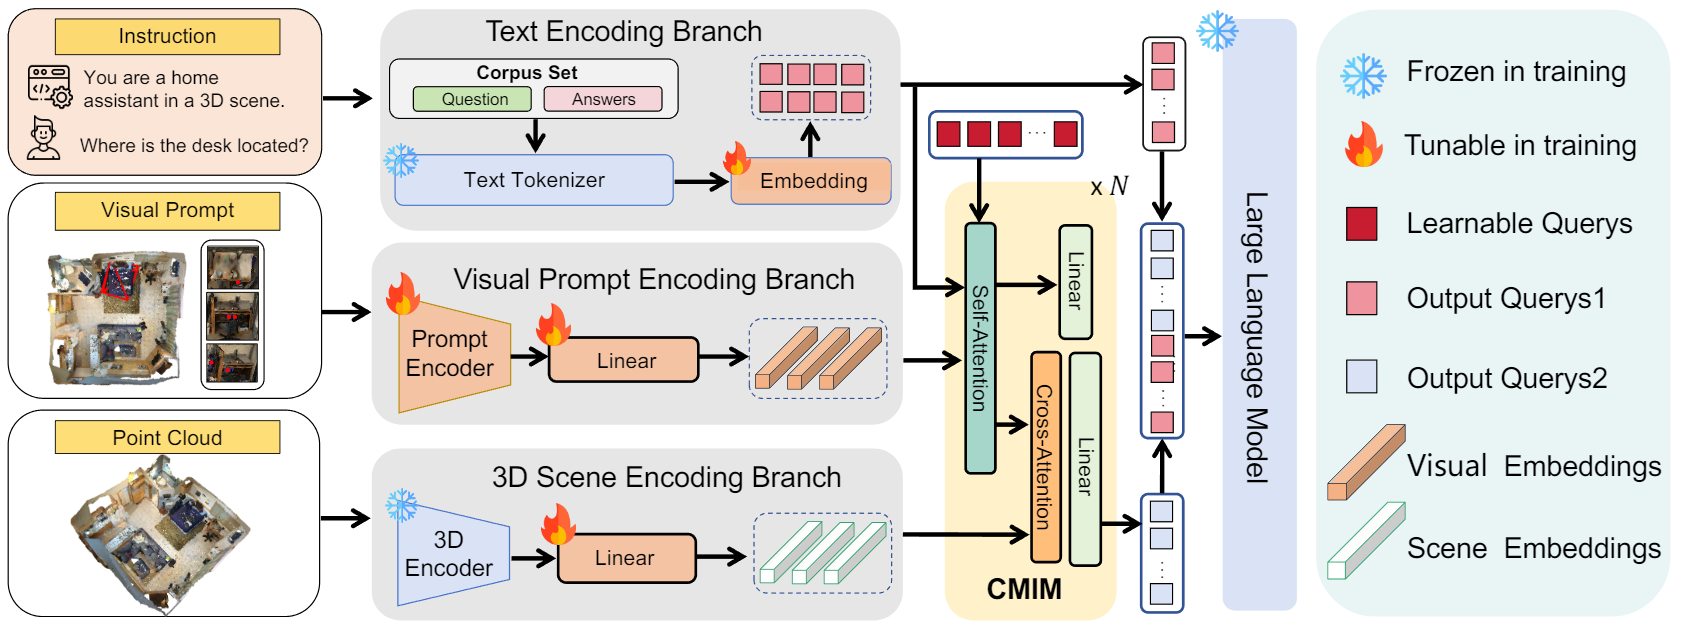 Instruction
You are a home
assistant in a 3D scene.
Where is the desk located?
Visual Prompt
Point Cloud
Text Encoding Branch
Corpus Set
Question
Answers
Text Tokenizer
Embedding
Visual Prompt Encoding Branch
Prompt
Encoder
Linear
3D Scene Encoding Branch
3D
Encoder
Linear
x N
Self-Attention
Linear
Cross-Attention
Linear
CMIM
Large Language Model
Frozen in training
Tunable in training
Learnable Querys
Output Querys1
Output Querys2
Visual Embeddings
Scene Embeddings